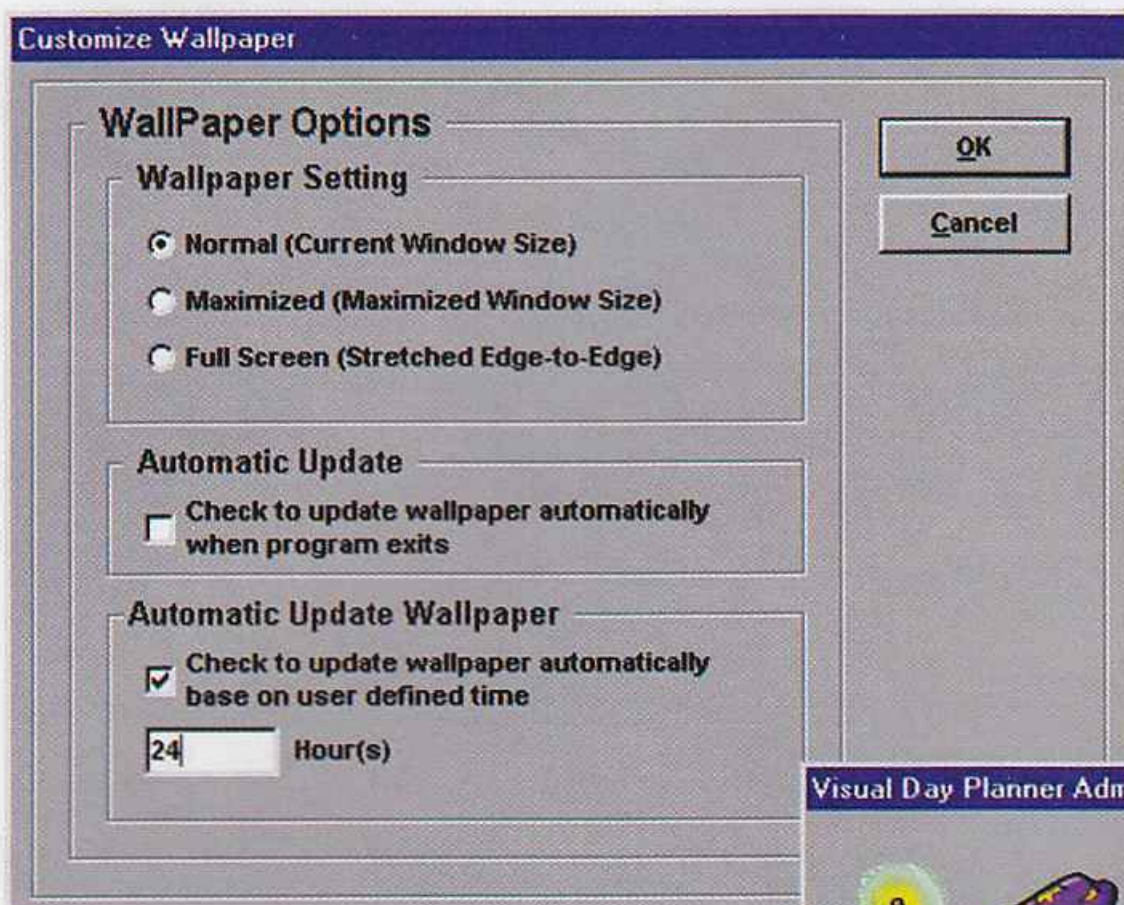 Customize Wallpaper
WallPaper Options
Wallpaper Setting
Normal (Current Window Size)
Maximized (Maximized Window Size)
Full Screen (Stretched Edge-to-Edge)
Automatic Update
Check to update wallpaper automatically
when program exits
Automatic Update Wallpaper
Check to update wallpaper automatically
base on user defined time
24 Hour(s)
OK
Cancel
Visual Day Planner Adm